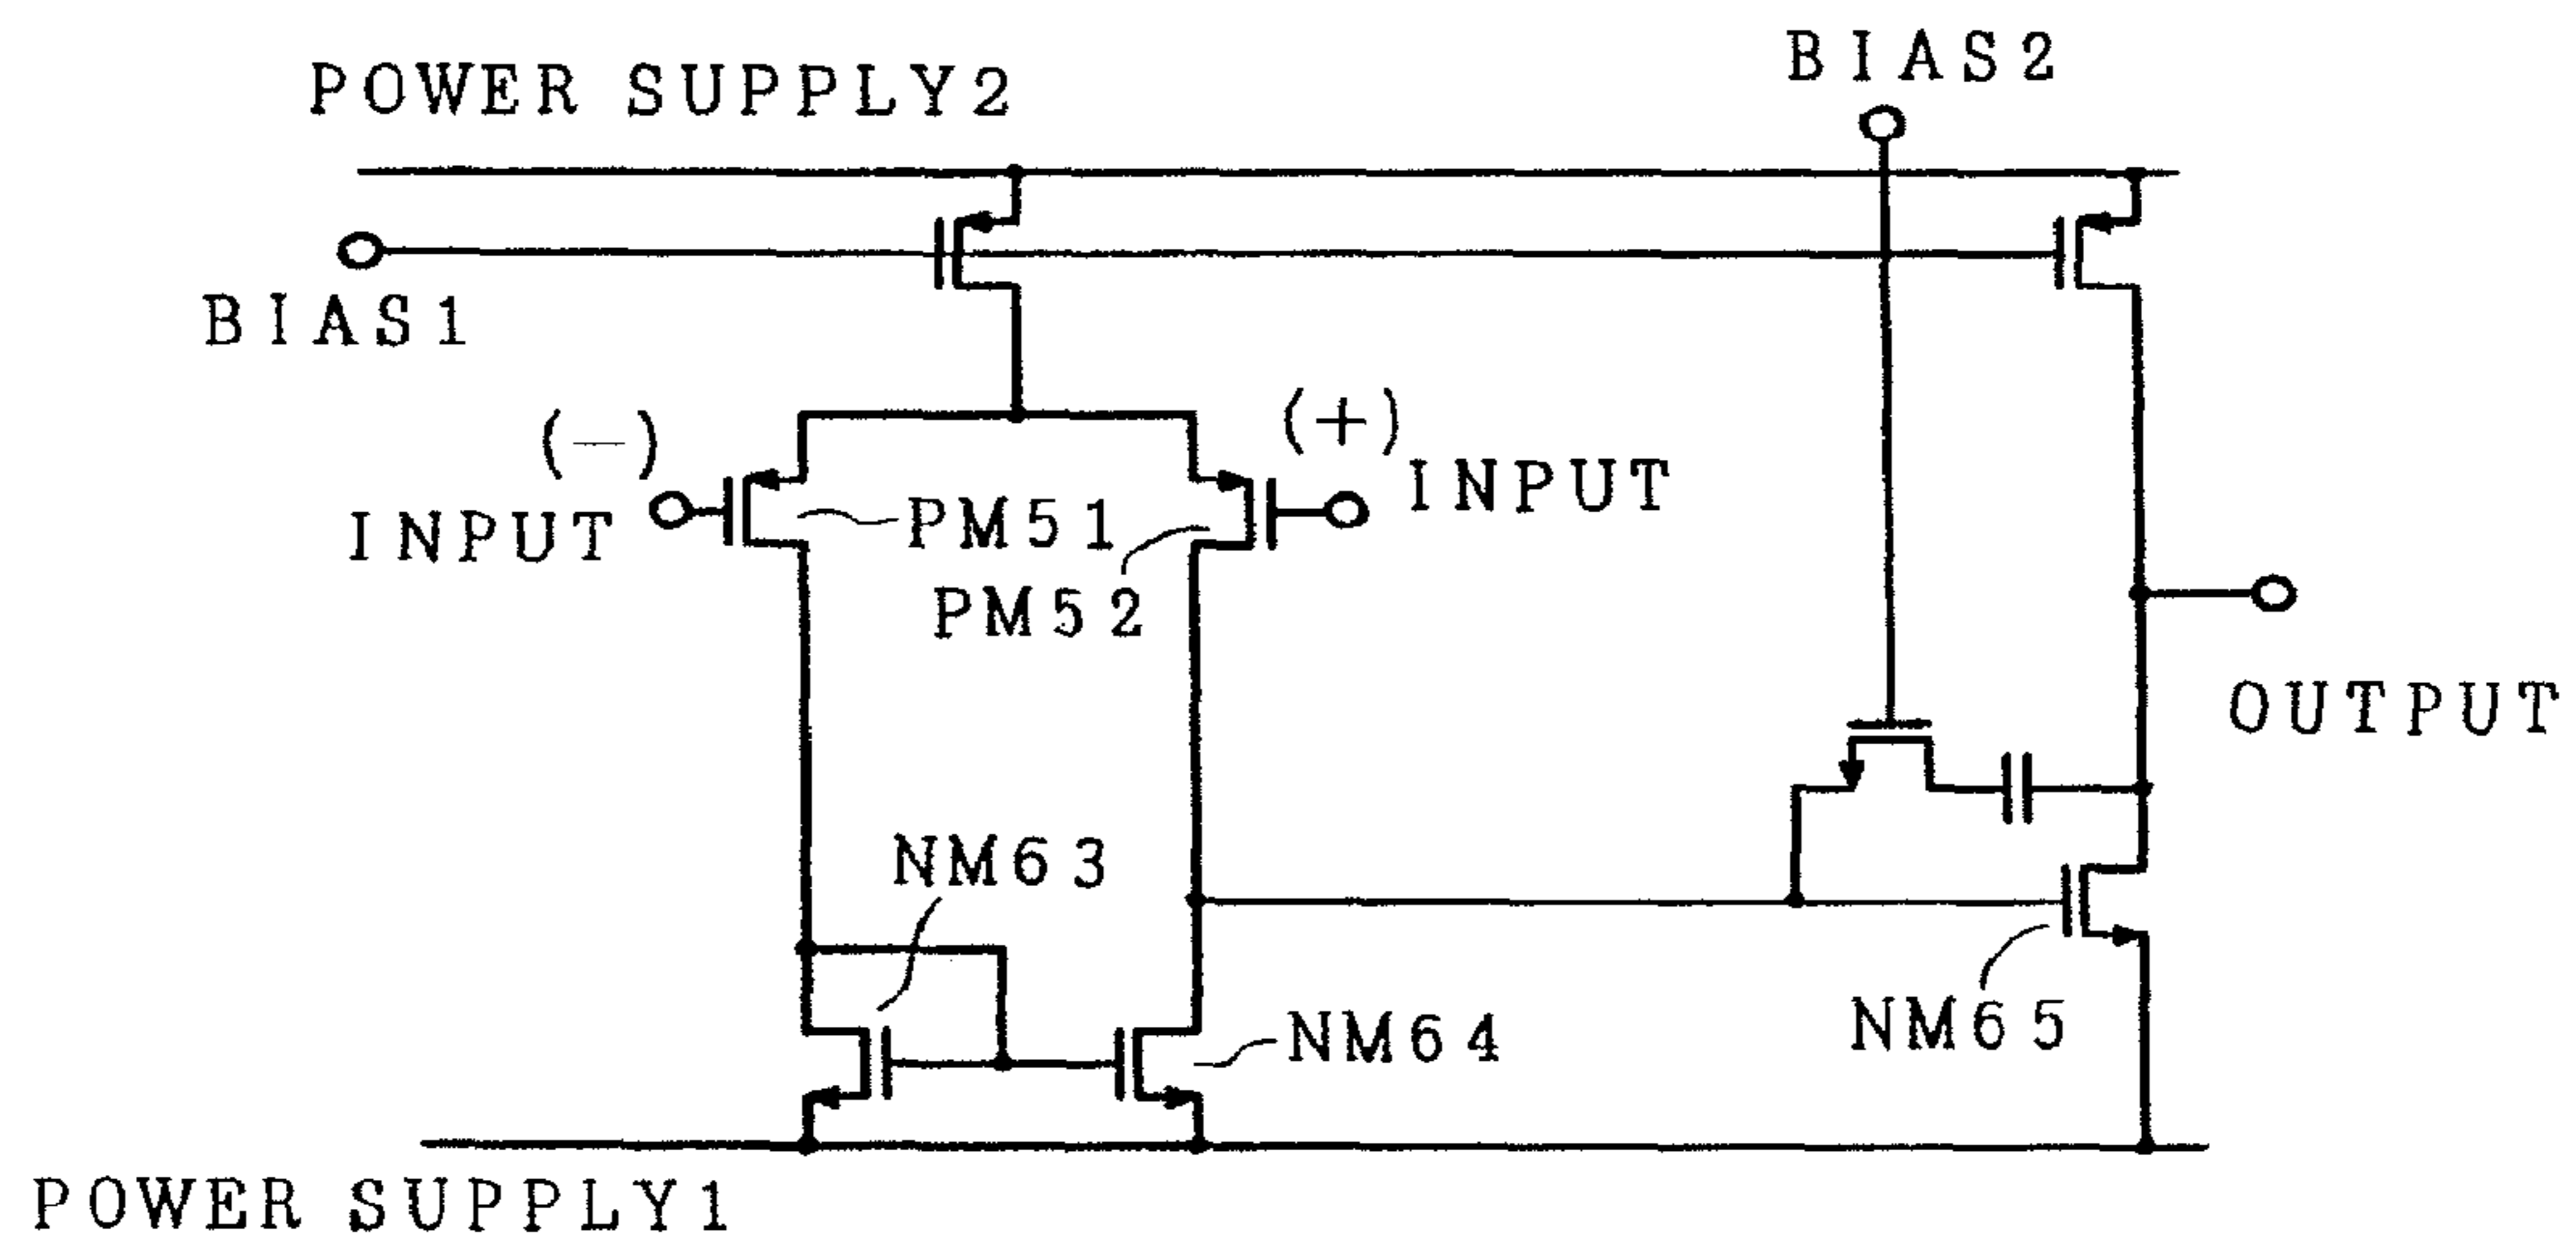 BIAS2
POWER SUPPLY2
BIAS1
(−)
INPUT
(+)
INPUT
PM51
PM52
OUTPUT
NM63
NM64
NM65
POWER SUPPLY1